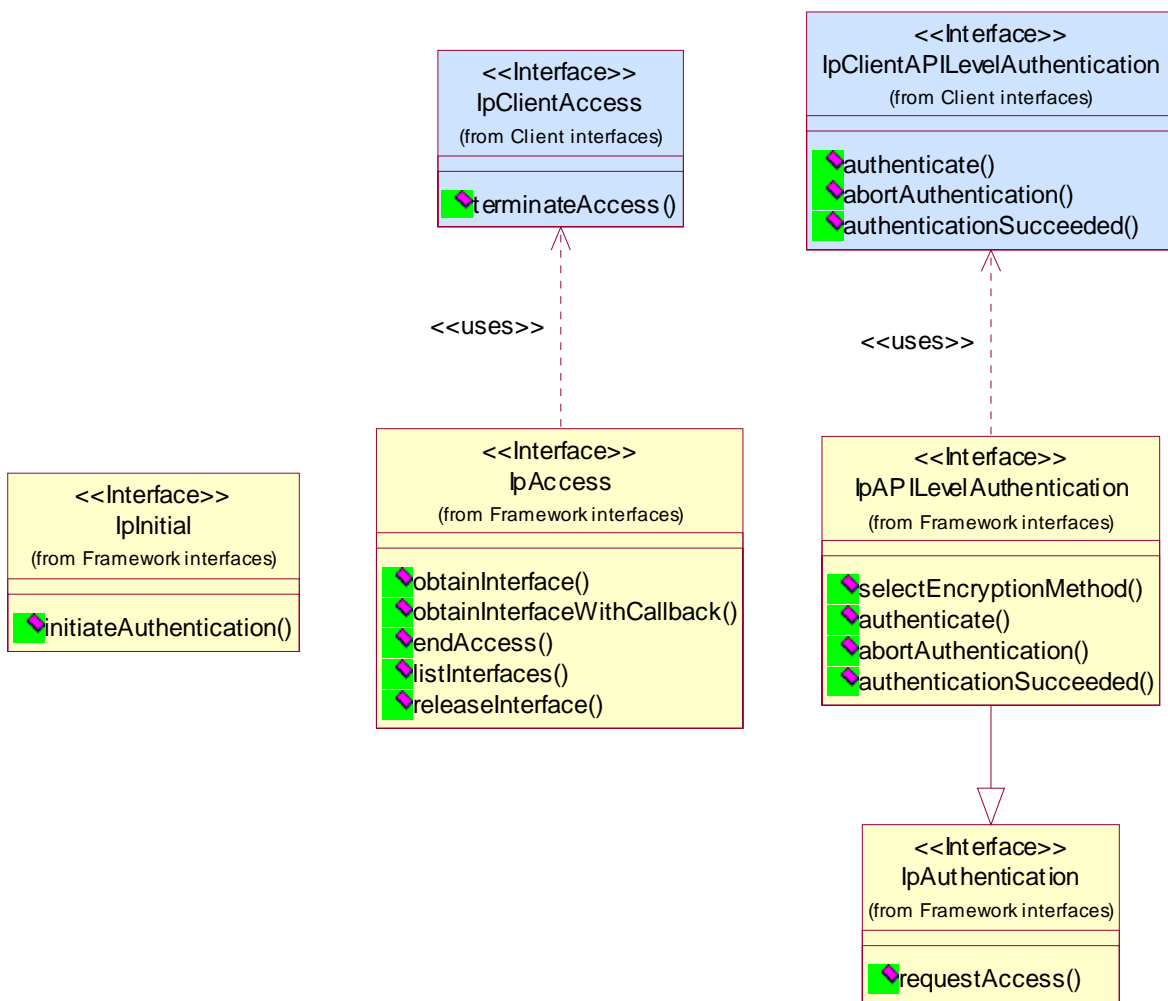 <<Interface>>
IpClientAccess
(from Client interfaces)
terminateAccess()
<<Interface>>
IpClientAPILevelAuthentication
(from Client interfaces)
authenticate()
abortAuthentication()
authenticationSucceeded()
<<uses>>
<<uses>>
<<Interface>>
IpInitial
(from Framework interfaces)
initiateAuthentication()
<<Interface>>
IpAccess
(from Framework interfaces)
obtainInterface()
obtainInterfaceWithCallback()
endAccess()
listInterfaces()
releaseInterface()
<<Interface>>
IpAPILevelAuthentication
(from Framework interfaces)
selectEncryptionMethod()
authenticate()
abortAuthentication()
authenticationSucceeded()
<<Interface>>
IpAuthentication
(from Framework interfaces)
requestAccess()